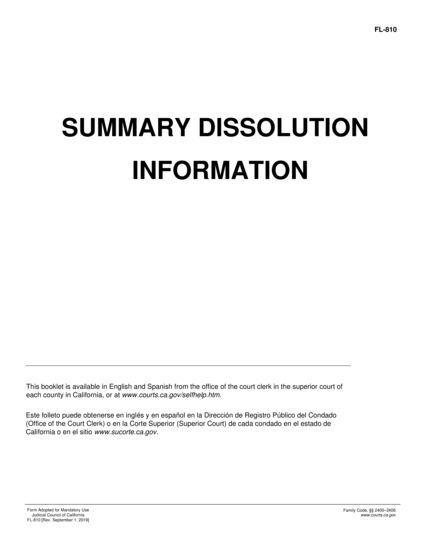 FL-810
SUMMARY DISSOLUTION
INFORMATION
This booklet is available in English and Spanish from the office of the court clerk in the superior court of
each county in California, or at www.courts.ca.gov/selfhelp.htm.
Este folleto puede obtenerse en inglés y en español en la Dirección de Registro Público del Condado
(Office of the Court Clerk) o en la Corte Superior (Superior Court) de cada condado en el estado de
California o en el sitio www.sucorte.ca.gov.
Form Adopted for Mandatory Use
Judicial Council of California
FL-810 [Rev. September 1, 2019]
Family Code, §§ 2400–2406
www.courts.ca.gov